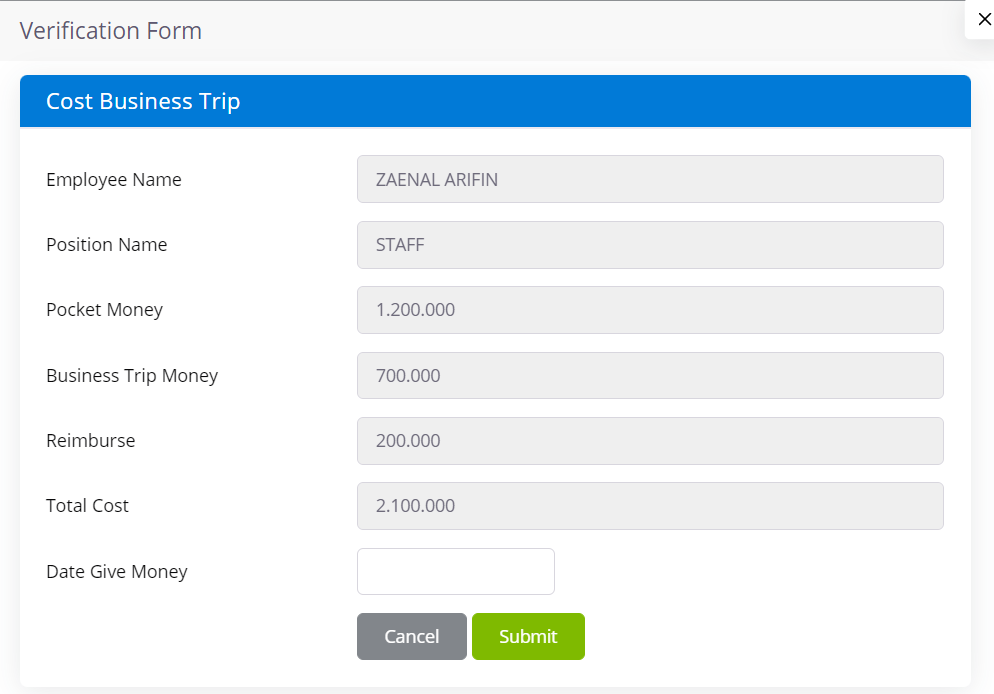 Verification Form
Cost Business Trip
Employee Name ZAENAL ARIFIN
Position Name STAFF
Pocket Money 1.200.000
Business Trip Money 700.000
Reimburse 200.000
Total Cost 2.100.000
Date Give Money
Cancel Submit